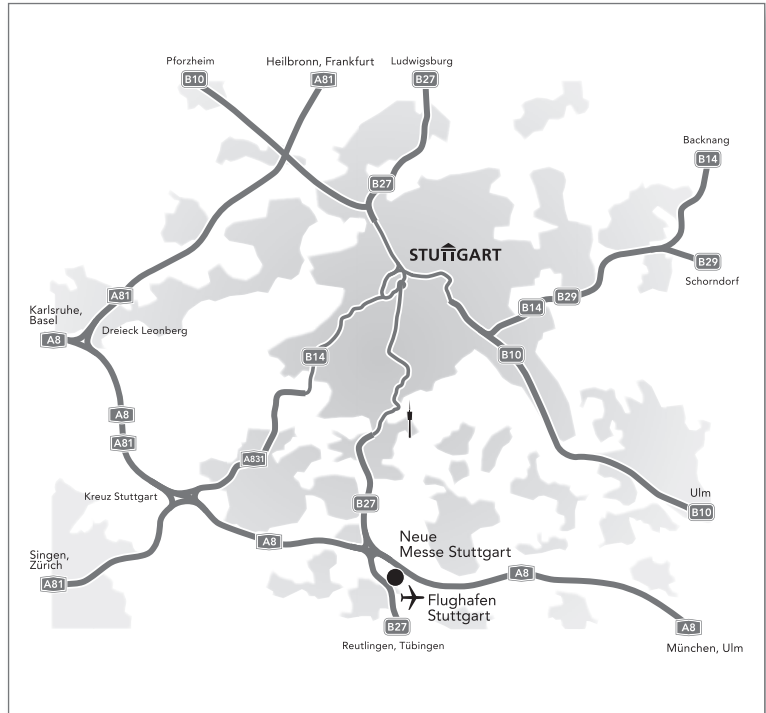 Pforzheim
B10
Heilbronn, Frankfurt
A81
Ludwigsburg
B27
Backnang
B14
B27
STUTTGART
B29
Schorndorf
A81
B29
B14
Karlsruhe,
Basel
A8
Dreieck Leonberg
B14
B10
A8
A81
A831
Kreuz Stuttgart
Ulm
B10
B27
A8
Neue
Messe Stuttgart
Singen,
Zürich
A81
A8
Flughafen
Stuttgart
B27
Reutlingen, Tübingen
A8
München, Ulm